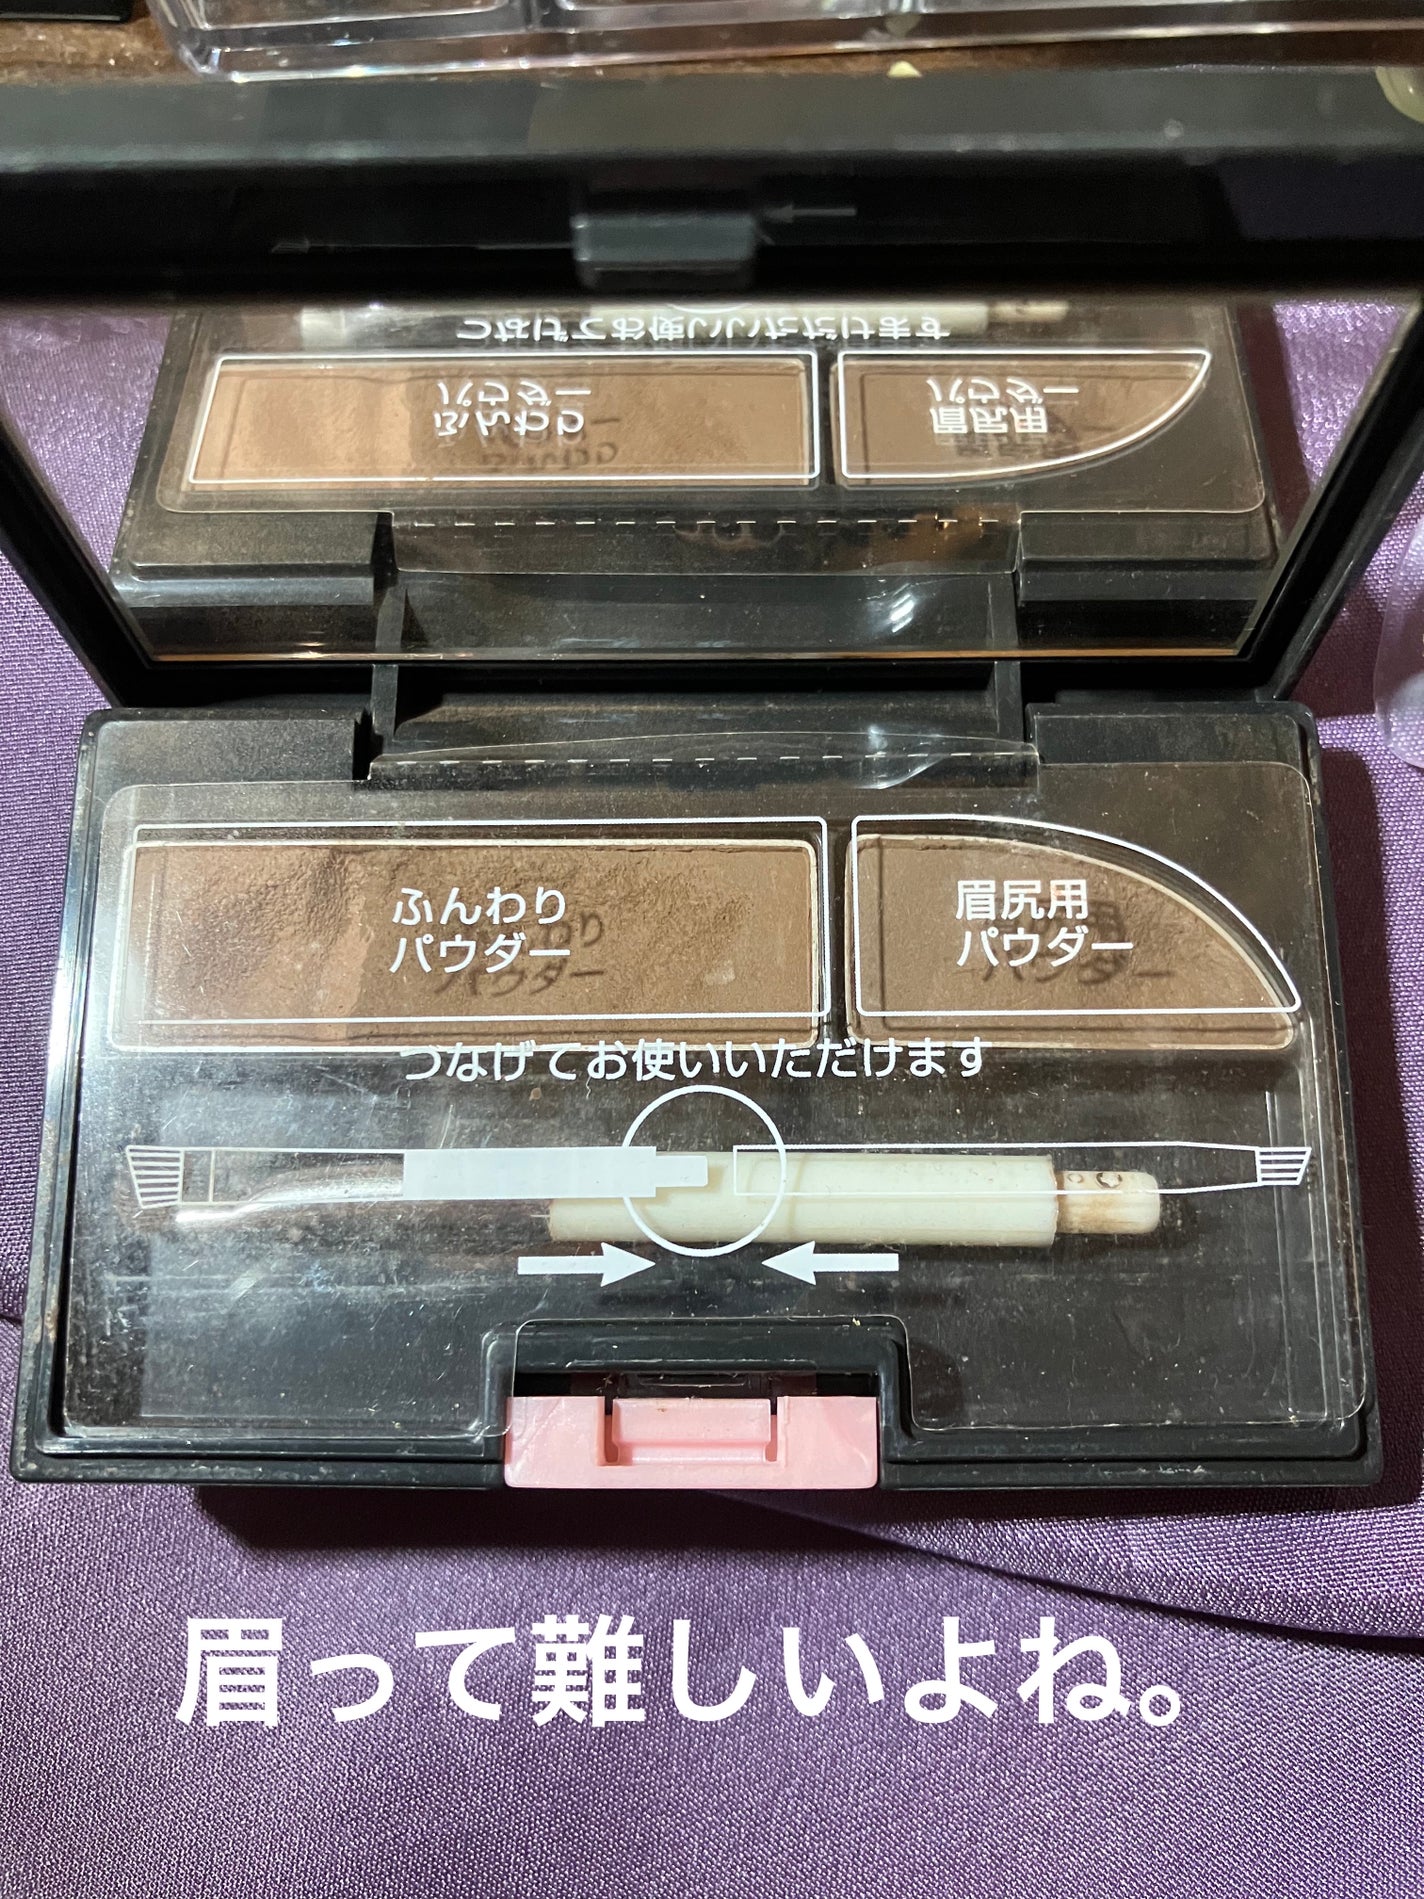 ふんわり
パウダー
眉尻用
パウダー
つなげてお使いいただけます
眉って難しいよね。